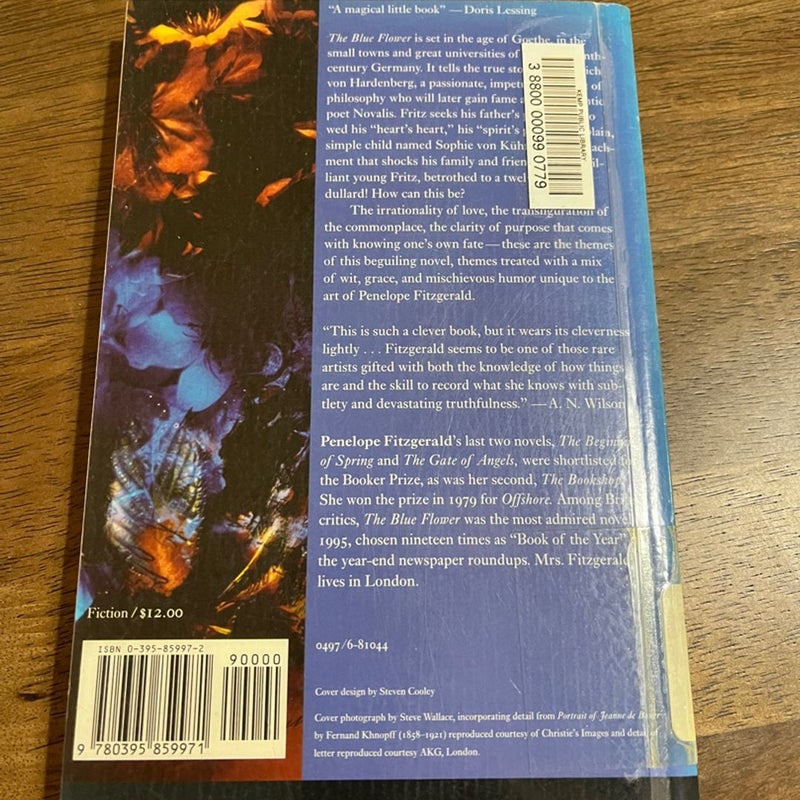 "A magical little book" — Doris Lessing
The Blue Flower is set in the age of Goethe, in the
small towns and great universities of
century Germany. It tells the true
von Hardenberg, a passionate, of
philosophy who will later gain fame
poet Novalis. Fritz seeks his father's
wed his "heart's heart," his "spirit's
simple child named Sophie von
ment that shocks his family and
liant young Fritz, betrothed to a
dullard! How can this be?
The irrationality of love, the transfiguration of
the commonplace, the clarity of purpose that comes
with knowing one's own fate — these are the themes
of this beguiling novel, themes treated with a mix
of wit, grace, and mischievous humor unique to the
art of Penelope Fitzgerald.
"This is such a clever book, but it wears its cleverness
lightly . . . Fitzgerald seems to be one of those rare
artists gifted with both the knowledge of how things
are and the skill to record what she knows with sub-
tlety and devastating truthfulness." — A. N. Wilson
Penelope Fitzgerald's last two novels, The
of Spring and The Gate of Angels, were shortlisted
the Booker Prize, as was her second, The Bookshop.
She won the prize in 1979 for Offshore. Among
critics, The Blue Flower was the most admired
1995, chosen nineteen times as "Book of the Year"
the year-end newspaper roundups. Mrs. Fitzgerald
lives in London.
KEMP PUBLIC LIBRARY
3 8800 00099 0779
Fiction / $12.00
ISBN 0-395-85997-2
90000
9 780395 859971
0497/6-81044
Cover design by Steven Cooley
Cover photograph by Steve Wallace, incorporating detail from Portrait of Jeanne de
by Fernand Khnopff (1858–1921) reproduced courtesy of Christie's Images and
letter reproduced courtesy AKG, London.